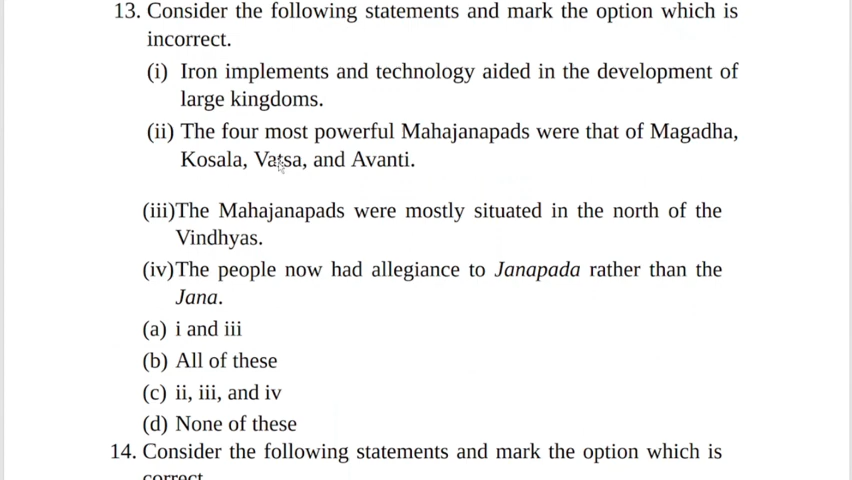 13. Consider the following statements and mark the option which is
incorrect.
(i) Iron implements and technology aided in the development of
large kingdoms.
(ii) The four most powerful Mahajanapads were that of Magadha,
Kosala, Vatsa, and Avanti.
(iii)The Mahajanapads were mostly situated in the north of the
Vindhyas.
(iv)The people now had allegiance to Janapada rather than the
Jana.
(a) i and iii
(b) All of these
(c) ii, iii, and iv
(d) None of these
14. Consider the following statements and mark the option which is
correct.